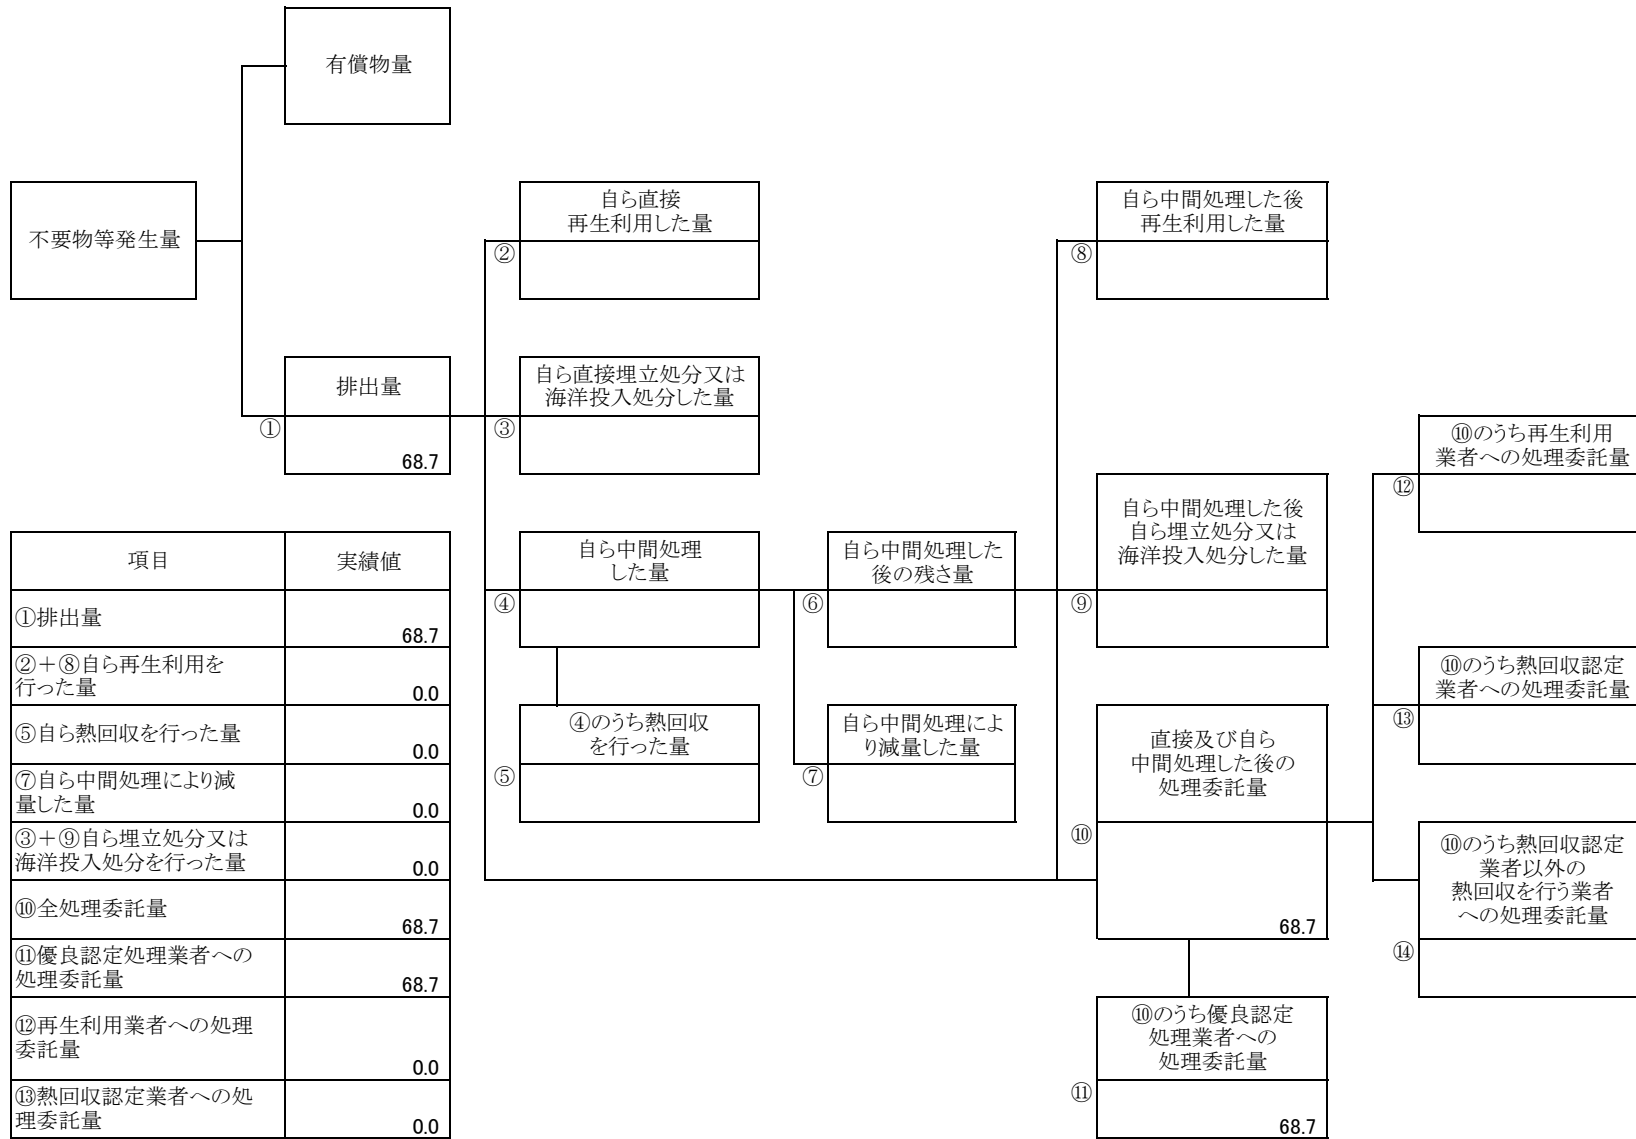 有償物量
不要物等発生量
自ら直接
再生利用した量
②
自ら中間処理した後
再生利用した量
⑧
排出量
①
68.7
自ら直接埋立処分又は
海洋投入処分した量
③
⑩のうち再生利用
業者への処理委託量
⑫
自ら中間処理
した量
④
自ら中間処理した
後の残さ量
⑥
自ら中間処理した後
自ら埋立処分又は
海洋投入処分した量
⑨
⑩のうち熱回収認定
業者への処理委託量
⑬
④のうち熱回収
を行った量
⑤
自ら中間処理によ
り減量した量
⑦
直接及び自ら
中間処理した後の
処理委託量
⑩
68.7
⑩のうち熱回収認定
業者以外の
熱回収を行う業者
への処理委託量
⑭
⑩のうち優良認定
処理業者への
処理委託量
⑪
68.7
項目 実績値
①排出量
68.7
②+⑧自ら再生利用を
行った量
0.0
⑤自ら熱回収を行った量
0.0
⑦自ら中間処理により減
量した量
0.0
③+⑨自ら埋立処分又は
海洋投入処分を行った量
0.0
⑩全処理委託量
68.7
⑪優良認定処理業者への
処理委託量
68.7
⑫再生利用業者への処理
委託量
0.0
⑬熱回収認定業者への処
理委託量
0.0